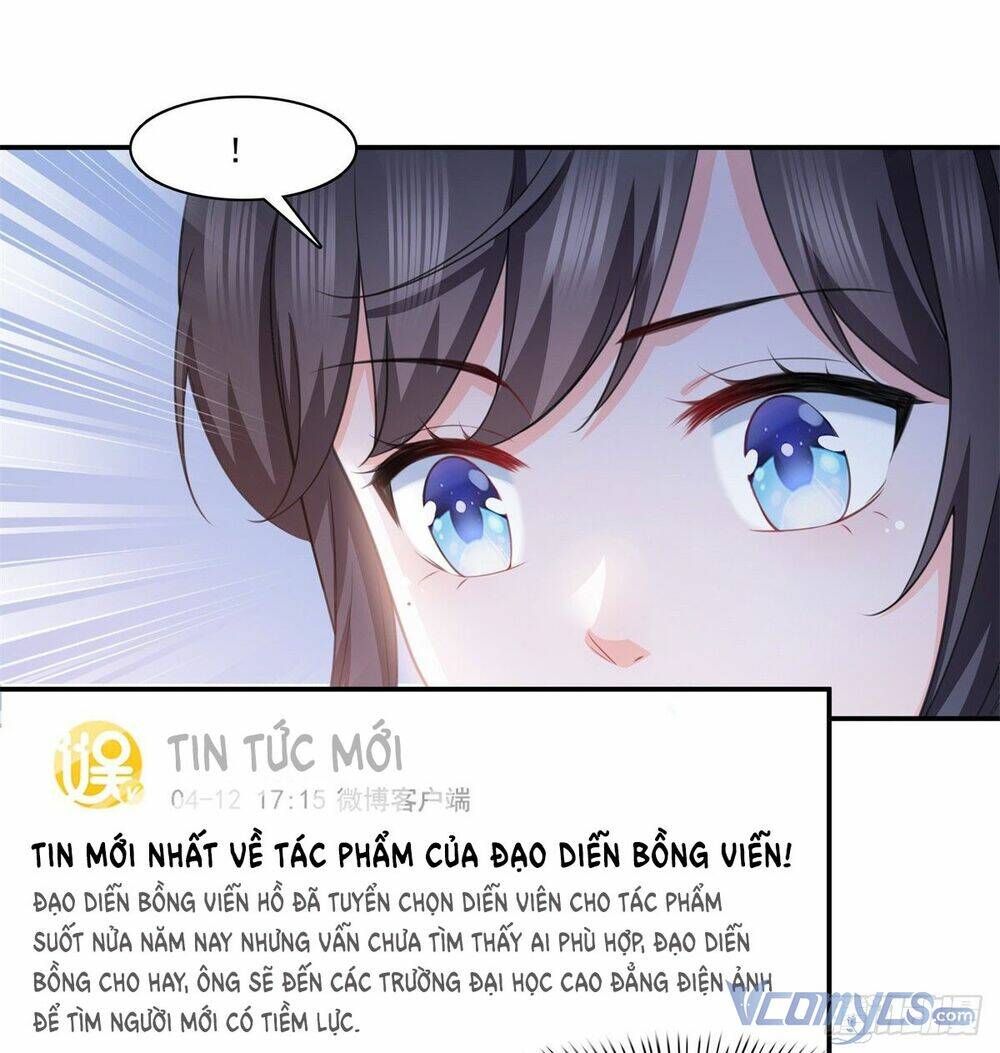 !
TIN TỨC MỚI
04-12 17:15 微博客户端
TIN MỚI NHẤT VỀ TÁC PHẨM CỦA ĐẠO DIỄN BỒNG VIỄN!
ĐẠO DIỄN BỒNG VIỄN HỒ ĐÃ TUYỂN CHỌN DIỄN VIÊN CHO TÁC PHẨM
SUỐT NỬA NĂM NAY NHƯNG VẪN CHƯA TÌM THẤY AI PHÙ HỢP, ĐẠO DIỄN
BỒNG CHO HAY, ÔNG SẼ ĐẾN CÁC TRƯỜNG ĐẠI HỌC CAO ĐẲNG ĐIỆN ẢNH
ĐỂ TÌM NGƯỜI MỚI CÓ TIỀM LỰC.
VCOMYCS.com